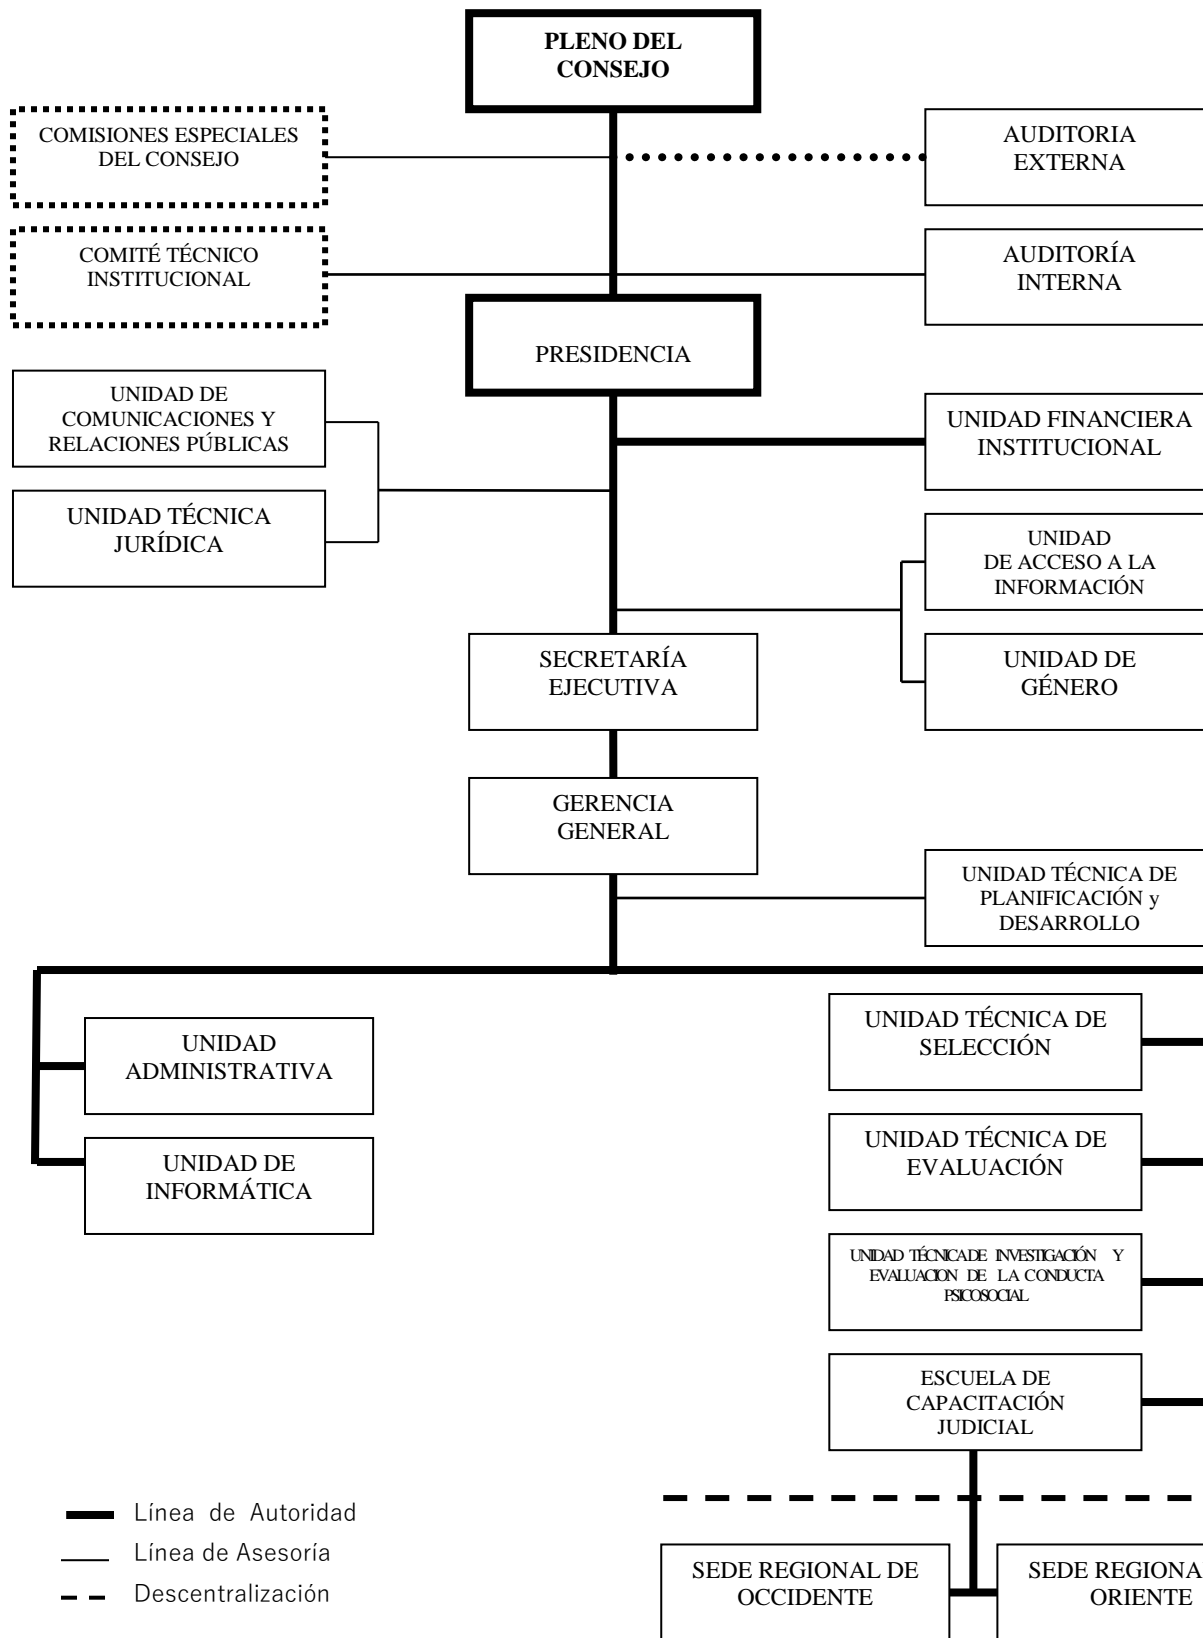 PLENO DEL
CONSEJO
COMISIONES ESPECIALES
DEL CONSEJO
AUDITORIA
EXTERNA
COMITÉ TÉCNICO
INSTITUCIONAL
AUDITORÍA
INTERNA
PRESIDENCIA
UNIDAD DE
COMUNICACIONES Y
RELACIONES PÚBLICAS
UNIDAD FINANCIERA
INSTITUCIONAL
UNIDAD TÉCNICA
JURÍDICA
UNIDAD
DE ACCESO A LA
INFORMACIÓN
SECRETARÍA
EJECUTIVA
UNIDAD DE
GÉNERO
GERENCIA
GENERAL
UNIDAD TÉCNICA DE
PLANIFICACIÓN y
DESARROLLO
UNIDAD
ADMINISTRATIVA
UNIDAD TÉCNICA DE
SELECCIÓN
UNIDAD DE
INFORMÁTICA
UNIDAD TÉCNICA DE
EVALUACIÓN
UNIDAD TÉCNICA DE INVESTIGACIÓN Y
EVALUACION DE LA CONDUCTA
PSICOSOCIAL
ESCUELA DE
CAPACITACIÓN
JUDICIAL
Línea de Autoridad
Línea de Asesoría
Descentralización
SEDE REGIONAL DE
OCCIDENTE
SEDE REGIONA
ORIENTE